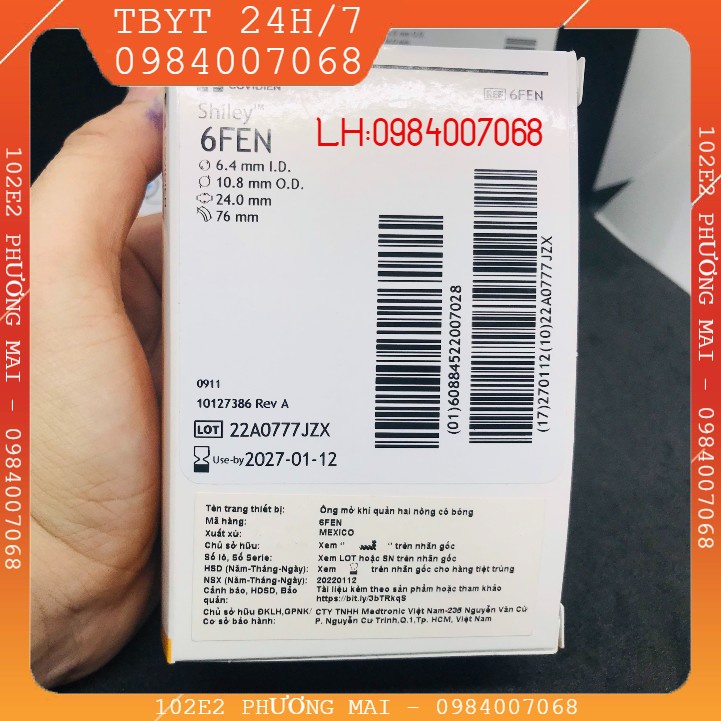 TBYT 24H/7
0984007068
COVIDIEN
Shiley™
6FEN
REF 6FEN
LH:0984007068
6.4 mm I.D.
10.8 mm O.D.
24.0 mm
76 mm
(01)60884522007028
(17)270112(10)22A0777JZX
0911
10127386 Rev A
LOT 22A0777JZX
Use-by 2027-01-12
Tên trang thiết bị: Ống mở khí quản hai nòng có bóng
Mã hàng: 6FEN
Xuất xứ: MEXICO
Chủ sở hữu: Xem " " trên nhãn gốc
Số lô, Số Serie: Xem LOT hoặc SN trên nhãn gốc
HSD (Năm-Tháng-Ngày): Xem trên nhãn gốc cho hàng tiệt trùng
NSX (Năm-Tháng-Ngày): 20220112
Cảnh báo, HDSD, Bảo quản: Tài liệu kèm theo sản phẩm hoặc tham khảo
https://bit.ly/3bTRkqS
Chủ sở hữu ĐKLH,GPNK/ CTY TNHH Medtronic Việt Nam-235 Nguyễn Văn Cừ
Cơ sở bảo hành: P. Nguyễn Cư Trinh,Q.1,Tp. HCM, Việt Nam
102E2 PHƯƠNG MAI - 0984007068
102E2 PHƯƠNG MAI - 0984007068
102E2 PHƯƠNG MAI - 0984007068